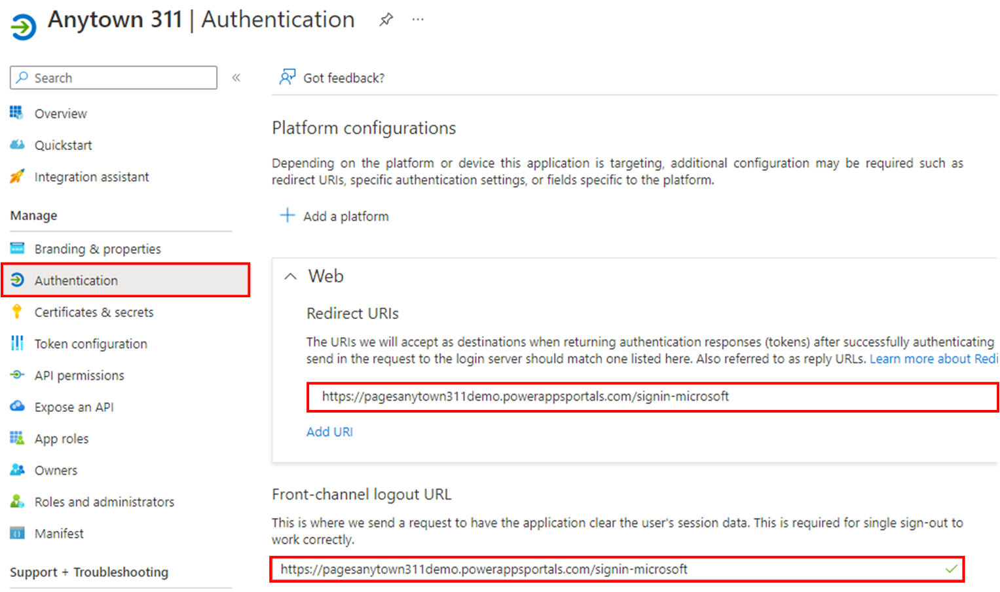 Anytown 311 | Authentication
Search
Got feedback?
Overview
Quickstart
Integration assistant
Manage
Branding & properties
Authentication
Certificates & secrets
Token configuration
API permissions
Expose an API
App roles
Owners
Roles and administrators
Manifest
Support + Troubleshooting
Platform configurations
Depending on the platform or device this application is targeting, additional configuration may be required such as
redirect URIs, specific authentication settings, or fields specific to the platform.
Add a platform
Web
Redirect URIs
The URIs we will accept as destinations when returning authentication responses (tokens) after successfully authenticating
send in the request to the login server should match one listed here. Also referred to as reply URLs. Learn more about Redi
https://pagesanytown311demo.powerappsportals.com/signin-microsoft
Add URI
Front-channel logout URL
This is where we send a request to have the application clear the user's session data. This is required for single sign-out to
work correctly.
https://pagesanytown311demo.powerappsportals.com/signin-microsoft